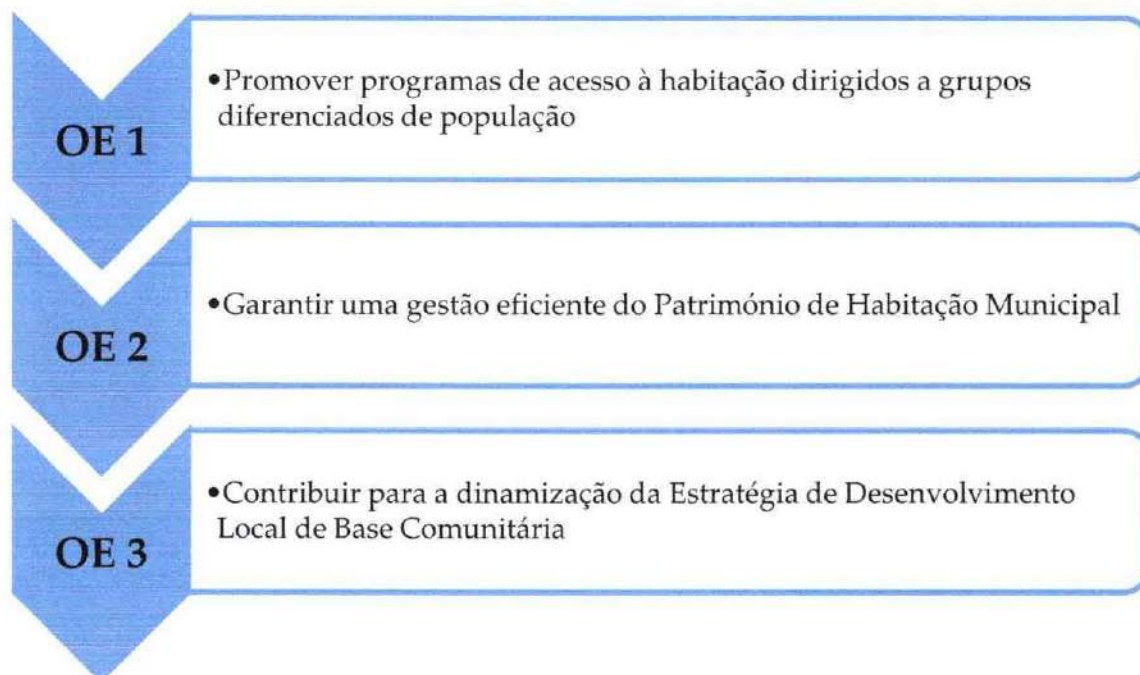 OE 1
•Promover programas de acesso à habitação dirigidos a grupos
diferenciados de população
OE 2
•Garantir uma gestão eficiente do Património de Habitação Municipal
OE 3
•Contribuir para a dinamização da Estratégia de Desenvolvimento
Local de Base Comunitária